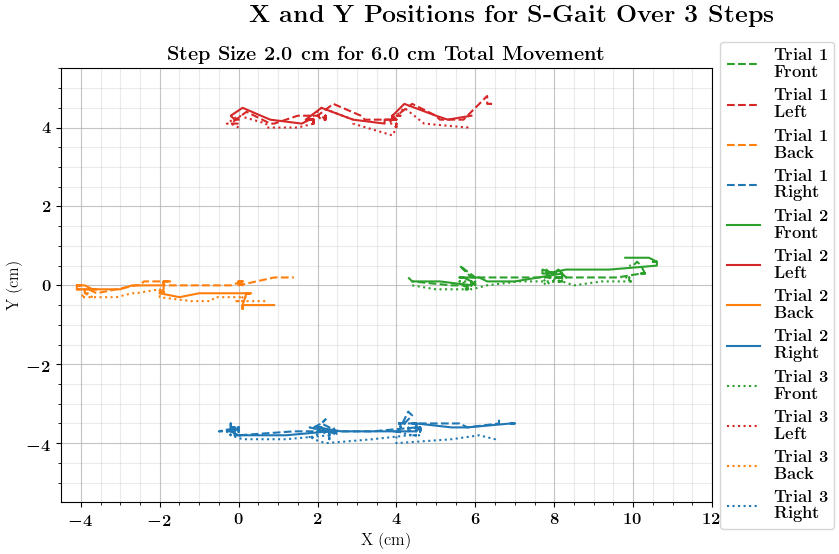 X and Y Positions for S-Gait Over 3 Steps
Step Size 2.0 cm for 6.0 cm Total Movement
Y (cm)
4
2
0
−2
−4
−4 −2 0 2 4 6 8 10 12
X (cm)
Trial 1
Front
Trial 1
Left
Trial 1
Back
Trial 1
Right
Trial 2
Front
Trial 2
Left
Trial 2
Back
Trial 2
Right
Trial 3
Front
Trial 3
Left
Trial 3
Back
Trial 3
Right